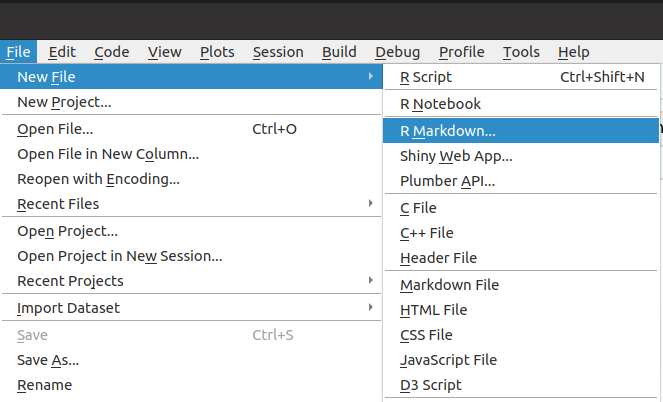 File Edit Code View Plots Session Build Debug Profile Tools Help
New File
New Project...
Open File... Ctrl+O
Open File in New Column...
Reopen with Encoding...
Recent Files
Open Project...
Open Project in New Session...
Recent Projects
Import Dataset
Save Ctrl+S
Save As...
Rename
R Script Ctrl+Shift+N
R Notebook
R Markdown...
Shiny Web App...
Plumber API...
C File
C++ File
Header File
Markdown File
HTML File
CSS File
JavaScript File
D3 Script